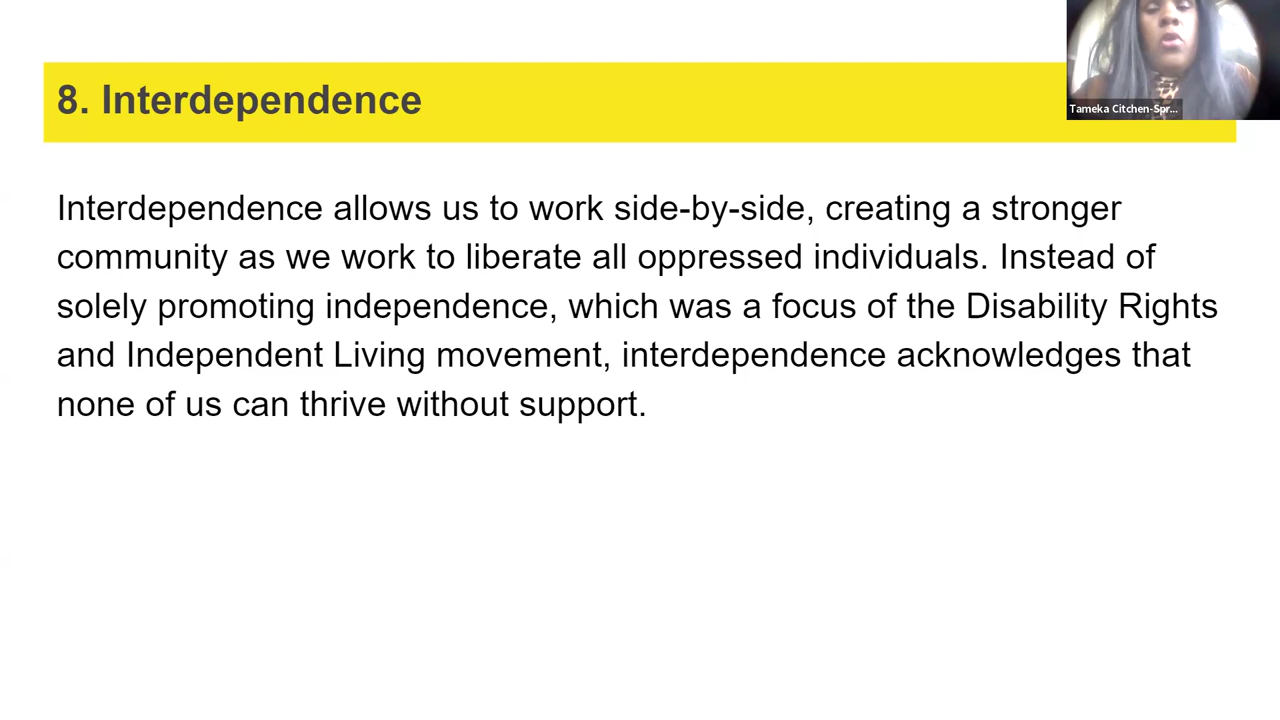 8. Interdependence
Tameka Citchen-Spr...
Interdependence allows us to work side-by-side, creating a stronger
community as we work to liberate all oppressed individuals. Instead of
solely promoting independence, which was a focus of the Disability Rights
and Independent Living movement, interdependence acknowledges that
none of us can thrive without support.